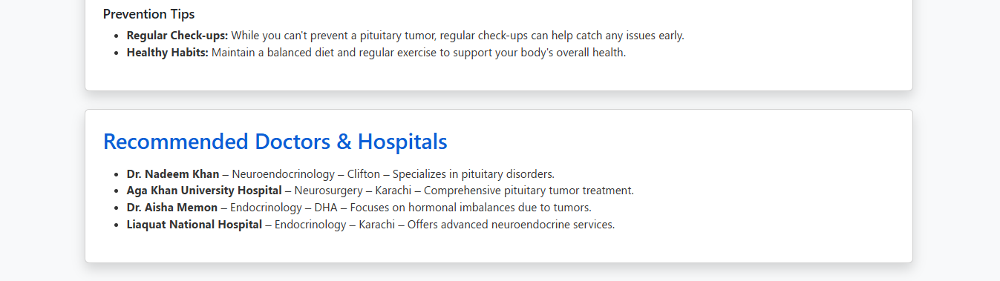 Prevention Tips
• Regular Check-ups: While you can't prevent a pituitary tumor, regular check-ups can help catch any issues early.
• Healthy Habits: Maintain a balanced diet and regular exercise to support your body's overall health.
Recommended Doctors & Hospitals
• Dr. Nadeem Khan – Neuroendocrinology – Clifton – Specializes in pituitary disorders.
• Aga Khan University Hospital – Neurosurgery – Karachi – Comprehensive pituitary tumor treatment.
• Dr. Aisha Memon – Endocrinology – DHA – Focuses on hormonal imbalances due to tumors.
• Liaquat National Hospital – Endocrinology – Karachi – Offers advanced neuroendocrine services.